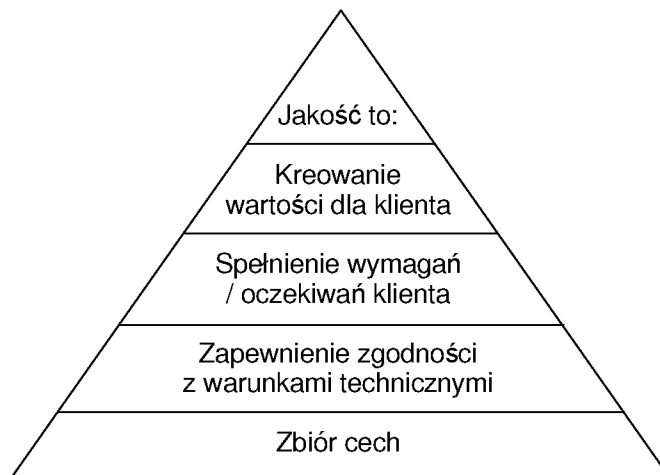 Jakość to:
Kreowanie
wartości dla klienta
Spełnienie wymagań
/ oczekiwań klienta
Zapewnienie zgodności
z warunkami technicznymi
Zbiór cech